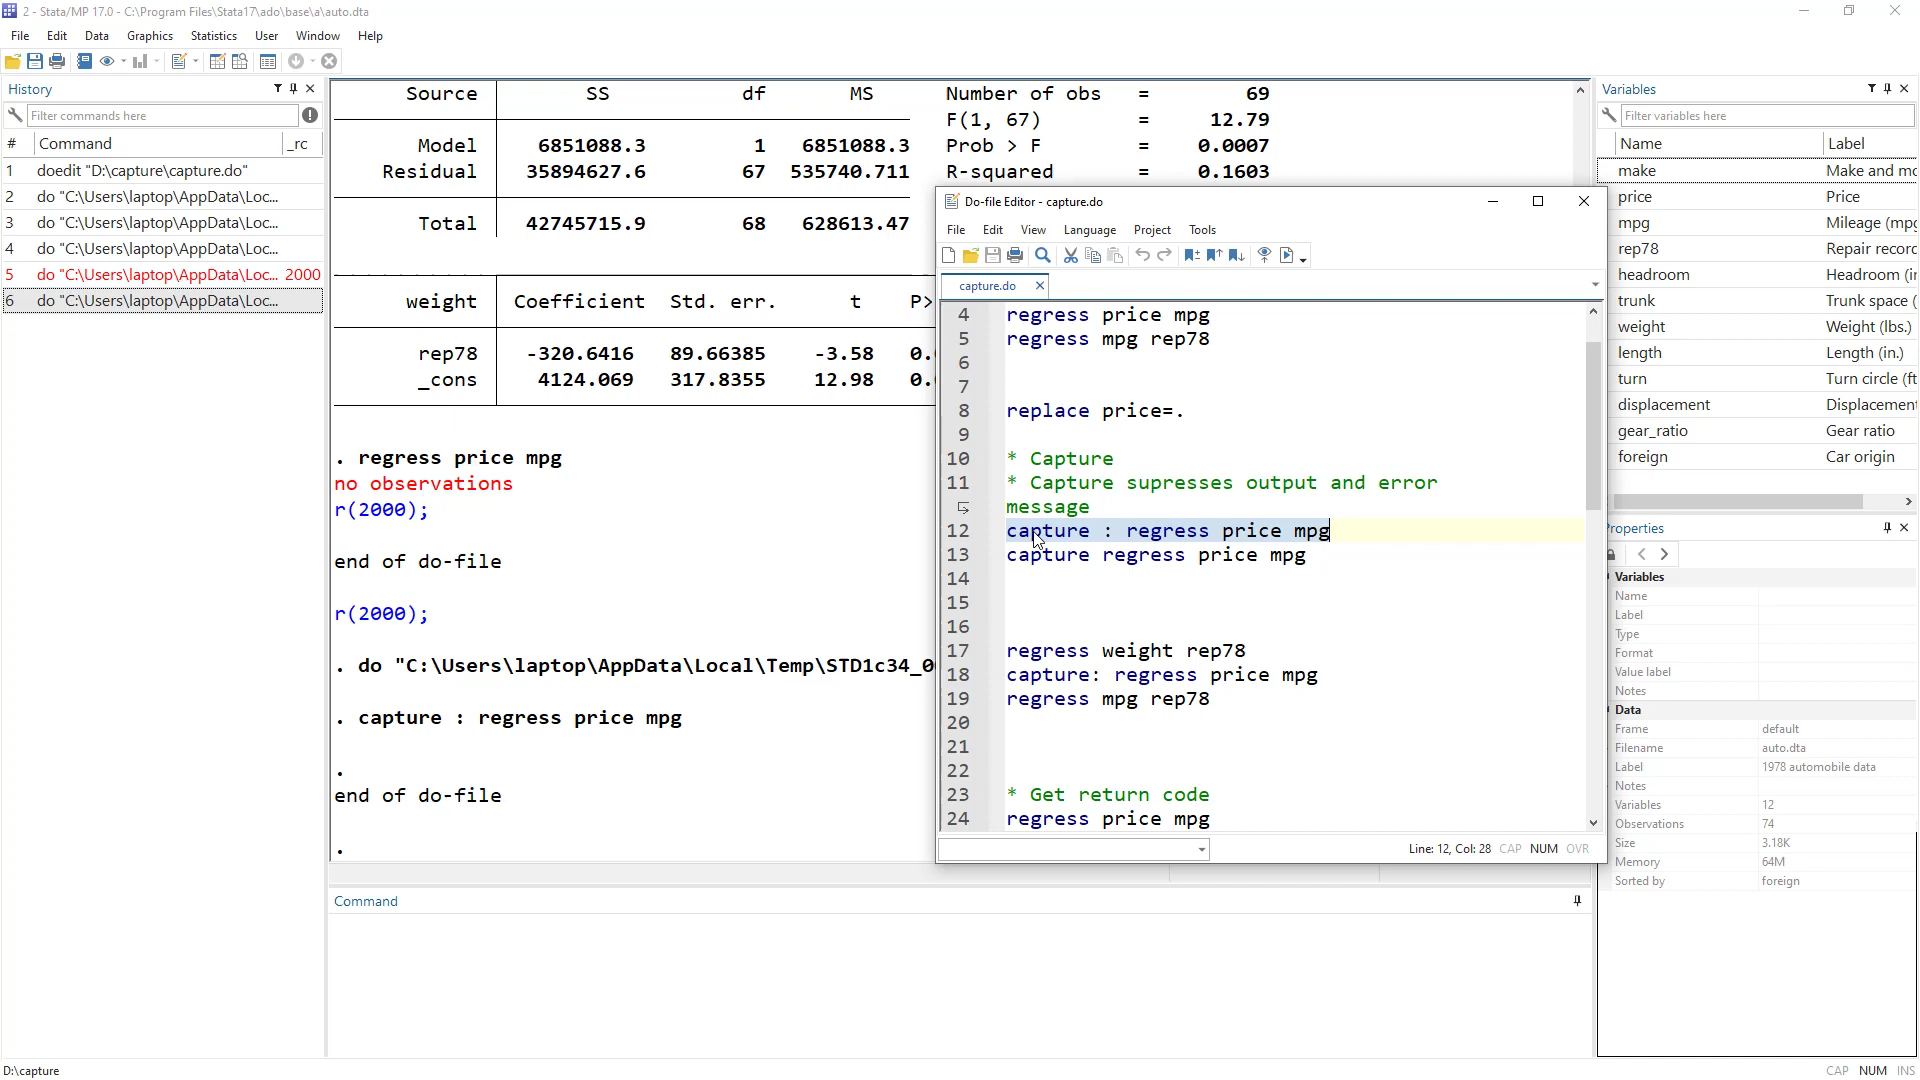 2 - Stata/MP 17.0 - C:\Program Files\Stata17\ado\base\a\auto.dta
File Edit Data Graphics Statistics User Window Help
History
Filter commands here
# Command _rc
1 doedit "D:\capture\capture.do"
2 do "C:\Users\laptop\AppData\Loc...
3 do "C:\Users\laptop\AppData\Loc...
4 do "C:\Users\laptop\AppData\Loc...
5 do "C:\Users\laptop\AppData\Loc... 2000
6 do "C:\Users\laptop\AppData\Loc...
Source SS df MS Number of obs = 69
F(1, 67) = 12.79
Model 6851088.3 1 6851088.3 Prob > F = 0.0007
Residual 35894627.6 67 535740.711 R-squared = 0.1603
Total 42745715.9 68 628613.47
weight Coefficient Std. err. t P>
rep78 -320.6416 89.66385 -3.58 0.
_cons 4124.069 317.8355 12.98 0.
. regress price mpg
no observations
r(2000);
end of do-file
r(2000);
. do "C:\Users\laptop\AppData\Local\Temp\STD1c34_0
. capture : regress price mpg
.
end of do-file
.
Command
Do-file Editor - capture.do
File Edit View Language Project Tools
capture.do
4 regress price mpg
5 regress mpg rep78
6
7
8 replace price=.
9
10 * Capture
11 * Capture supresses output and error
message
12 capture : regress price mpg
13 capture regress price mpg
14
15
16
17 regress weight rep78
18 capture: regress price mpg
19 regress mpg rep78
20
21
22
23 * Get return code
24 regress price mpg
Line: 12, Col: 28 CAP NUM OVR
Variables
Filter variables here
Name Label
make Make and mo
price Price
mpg Mileage (mpg
rep78 Repair record
headroom Headroom (in
trunk Trunk space (
weight Weight (lbs.)
length Length (in.)
turn Turn circle (ft
displacement Displacement
gear_ratio Gear ratio
foreign Car origin
Properties
Variables
Name
Label
Type
Format
Value label
Notes
Data
Frame default
Filename auto.dta
Label 1978 automobile data
Notes
Variables 12
Observations 74
Size 3.18K
Memory 64M
Sorted by foreign
D:\capture
CAP NUM INS